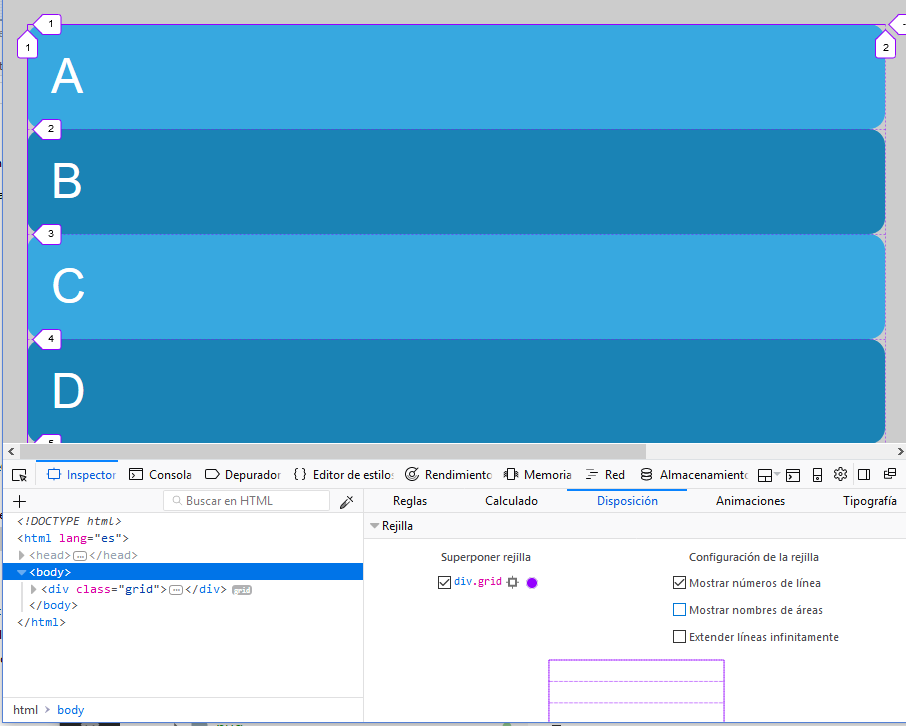 1
1
2
A
2
B
3
C
4
D
5
Inspector
Consola
Depurador
{ } Editor de estilo
Rendimiento
Memoria
Red
Almacenamiento
+
Buscar en HTML
Reglas
Calculado
Disposición
Animaciones
Tipografía
<!DOCTYPE html>
<html lang="es">
<head>…</head>
<body>
<div class="grid">…</div> grid
</body>
</html>
html > body
Rejilla
Superponer rejilla
div.grid
Configuración de la rejilla
Mostrar números de línea
Mostrar nombres de áreas
Extender líneas infinitamente